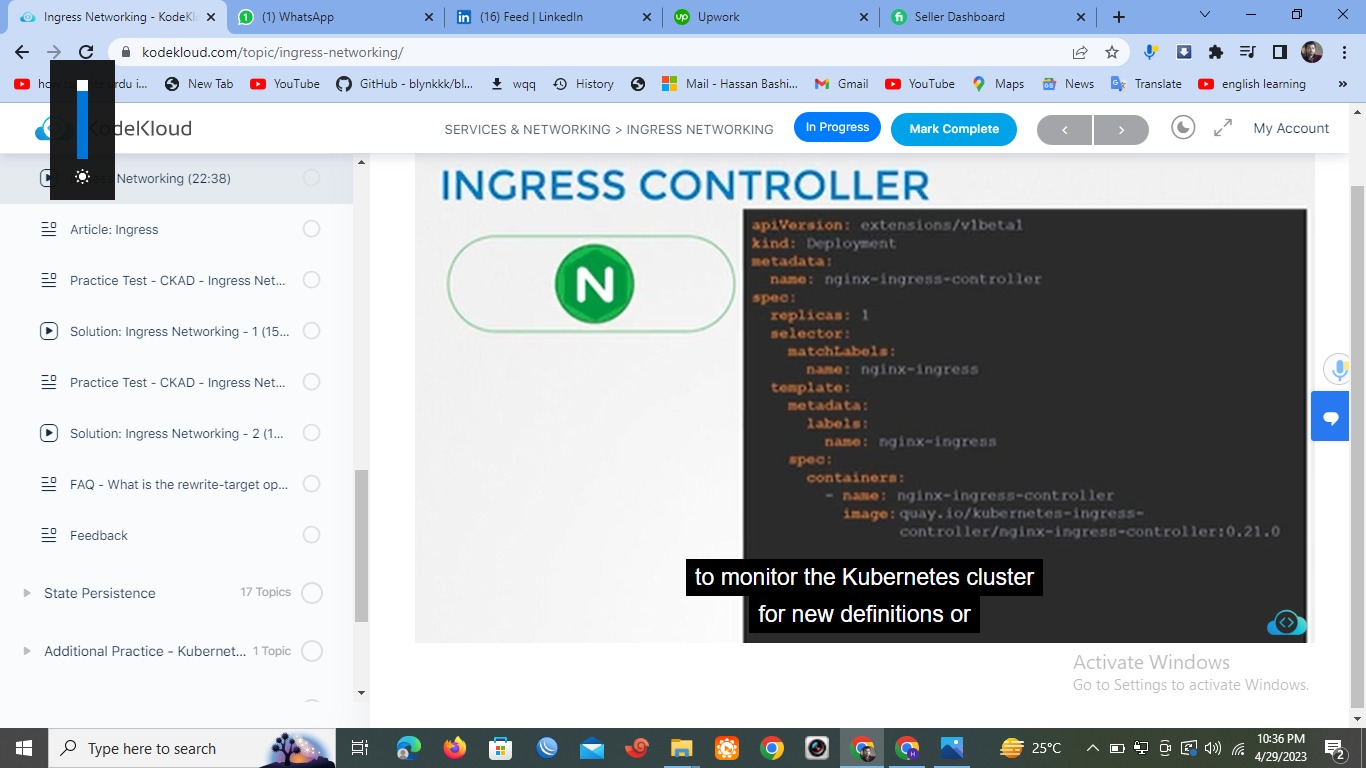 Ingress Networking - Kode
(1) WhatsApp
(16) Feed | LinkedIn
Upwork
Seller Dashboard
kodekloud.com/topic/ingress-networking/
New Tab
YouTube
GitHub - blynkkk/bl...
wqd
History
Mail - Hassan Bashi...
Gmail
YouTube
Maps
News
Translate
english learning
»
KodeKloud
SERVICES & NETWORKING > INGRESS NETWORKING
In Progress
Mark Complete
<
>
My Account
Networking (22:38)
Article: Ingress
Practice Test - CKAD - Ingress Net...
Solution: Ingress Networking - 1 (15...
Practice Test - CKAD - Ingress Net...
Solution: Ingress Networking - 2 (1...
FAQ - What is the rewrite-target op...
Feedback
State Persistence
17 Topics
Additional Practice - Kubernet...
1 Topic
INGRESS CONTROLLER
N
apiVersion: extensions/v1beta1
kind: Deployment
metadata:
name: nginx-ingress-controller
spec:
replicas: 1
selector:
matchLabels:
name: nginx-ingress
template:
metadata:
labels:
name: nginx-ingress
spec:
containers:
- name: nginx-ingress-controller
image: quay.io/kubernetes-ingress-
controller/nginx-ingress-controller:0.21.0
to monitor the Kubernetes cluster
for new definitions or
Activate Windows
Go to Settings to activate Windows.
Type here to search
25°C
10:36 PM
4/29/2023
2